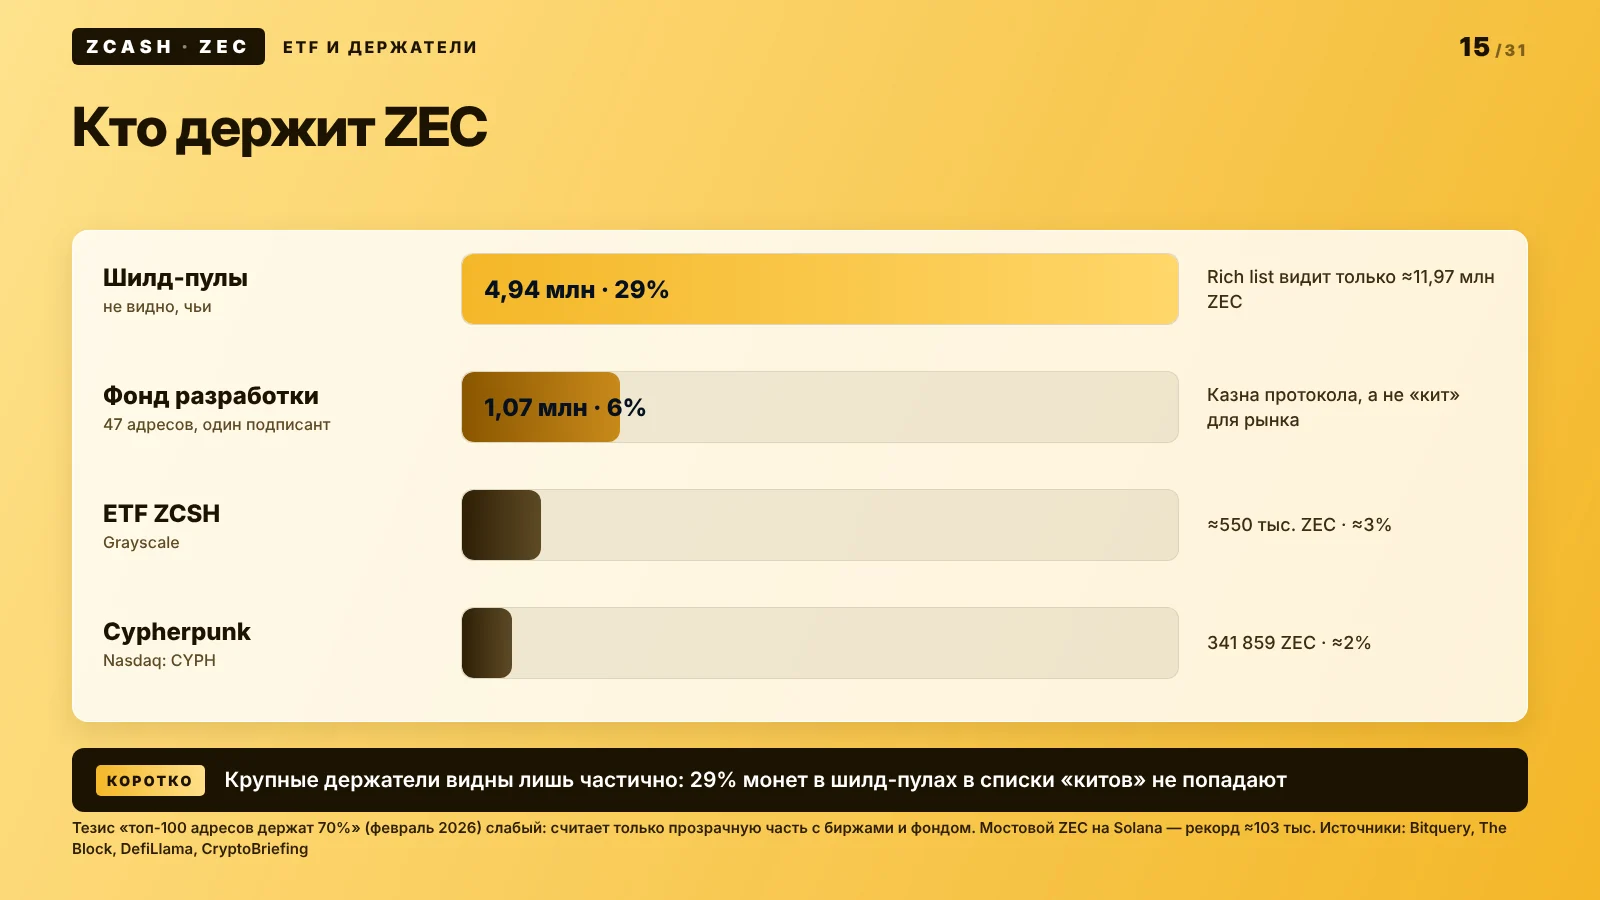 ZCASH · ZEC
ETF И ДЕРЖАТЕЛИ
15 / 31
Кто держит ZEC
Шилд-пулы
не видно, чьи
4,94 млн · 29%
Rich list видит только ≈11,97 млн
ZEC
Фонд разработки
47 адресов, один подписант
1,07 млн · 6%
Казна протокола, а не «кит»
для рынка
ETF ZCSH
Grayscale
≈550 тыс. ZEC · ≈3%
Cypherpunk
Nasdaq: CYPH
341 859 ZEC · ≈2%
КОРОТКО
Крупные держатели видны лишь частично: 29% монет в шилд-пулах в списки «китов» не попадают
Тезис «топ-100 адресов держат 70%» (февраль 2026) слабый: считает только прозрачную часть с биржами и фондом. Мостовой ZEC на Solana — рекорд ≈103 тыс. Источники: Bitquery, The
Block, DefiLlama, CryptoBriefing